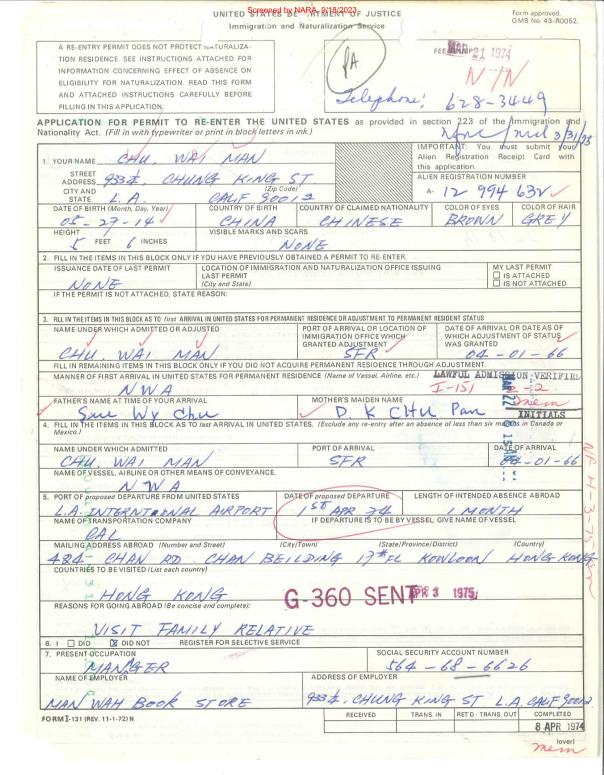 Screened by NARA, 9/18/2023
UNITED STATES DEPARTMENT OF JUSTICE
Immigration and Naturalization Service
Form approved.
OMB No. 43-R0052.
A RE-ENTRY PERMIT DOES NOT PROTECT NATURALIZA-
TION RESIDENCE. SEE INSTRUCTIONS ATTACHED FOR
INFORMATION CONCERNING EFFECT OF ABSENCE ON
ELIGIBILITY FOR NATURALIZATION. READ THIS FORM
AND ATTACHED INSTRUCTIONS CAREFULLY BEFORE
FILLING IN THIS APPLICATION.
PA
FEE STAMP
MAR 21 1974
N-IN
Telephone: 628-3449
APPLICATION FOR PERMIT TO RE-ENTER THE UNITED STATES as provided in section 223 of the Immigration and
Nationality Act. (Fill in with typewriter or print in block letters in ink.)
1. YOUR NAME CHU, WAI MAN
IMPORTANT: You must submit your
Alien Registration Receipt Card with
this application.
STREET ADDRESS 933½, CHUNG KING ST
ALIEN REGISTRATION NUMBER
CITY AND STATE L.A. CALF 90012 (Zip Code)
A- 12 994 632
DATE OF BIRTH (Month, Day, Year) COUNTRY OF BIRTH COUNTRY OF CLAIMED NATIONALITY COLOR OF EYES COLOR OF HAIR
05-27-14 CHINA CHINESE BROWN GREY
HEIGHT VISIBLE MARKS AND SCARS
5 FEET 6 INCHES NONE
2. FILL IN THE ITEMS IN THIS BLOCK ONLY IF YOU HAVE PREVIOUSLY OBTAINED A PERMIT TO RE-ENTER.
ISSUANCE DATE OF LAST PERMIT LOCATION OF IMMIGRATION AND NATURALIZATION OFFICE ISSUING LAST PERMIT (City and State) MY LAST PERMIT
NONE
IS ATTACHED
IS NOT ATTACHED
IF THE PERMIT IS NOT ATTACHED, STATE REASON:
3. FILL IN THE ITEMS IN THIS BLOCK AS TO first ARRIVAL IN UNITED STATES FOR PERMANENT RESIDENCE OR ADJUSTMENT TO PERMANENT RESIDENT STATUS
NAME UNDER WHICH ADMITTED OR ADJUSTED PORT OF ARRIVAL OR LOCATION OF IMMIGRATION OFFICE WHICH GRANTED ADJUSTMENT DATE OF ARRIVAL OR DATE AS OF WHICH ADJUSTMENT OF STATUS WAS GRANTED
CHU, WAI MAN SFR 04-01-66
FILL IN REMAINING ITEMS IN THIS BLOCK ONLY IF YOU DID NOT ACQUIRE PERMANENT RESIDENCE THROUGH ADJUSTMENT.
MANNER OF FIRST ARRIVAL IN UNITED STATES FOR PERMANENT RESIDENCE (Name of Vessel, Airline, etc.)
LAWFUL ADMISSION VERIFIED
NWA
I-151
MAR 22
mem
INITIALS
FATHER'S NAME AT TIME OF YOUR ARRIVAL MOTHER'S MAIDEN NAME
Sau Wy Chu D. K CHU Pan
4. FILL IN THE ITEMS IN THIS BLOCK AS TO last ARRIVAL IN UNITED STATES. (Exclude any re-entry after an absence of less than six months in Canada or
Mexico.)
NAME UNDER WHICH ADMITTED PORT OF ARRIVAL DATE OF ARRIVAL
CHU, WAI MAN SFR 04-01-66
NAME OF VESSEL, AIRLINE OR OTHER MEANS OF CONVEYANCE.
NWA
5. PORT OF proposed DEPARTURE FROM UNITED STATES DATE OF proposed DEPARTURE LENGTH OF INTENDED ABSENCE ABROAD
L.A. INTERNTONAL AIRPORT 1st APR 74 1 MONTH
NAME OF TRANSPORTATION COMPANY IF DEPARTURE IS TO BE BY VESSEL, GIVE NAME OF VESSEL
CAL
MAILING ADDRESS ABROAD (Number and Street) (City/Town) (State/Province/District) (Country)
484 CHAN RD CHAN BEILDING 17#FL KOWLOON HONG KONG
COUNTRIES TO BE VISITED (List each country)
HONG KONG
G-360 SENT APR 3 1975
REASONS FOR GOING ABROAD (Be concise and complete):
VISIT FAMILY RELATIVE
6. I DID DID NOT REGISTER FOR SELECTIVE SERVICE
7. PRESENT OCCUPATION SOCIAL SECURITY ACCOUNT NUMBER
MANGER 564-68-6626
NAME OF EMPLOYER ADDRESS OF EMPLOYER
MAN WAH BOOK STORE 933½, CHUNG KING ST L.A. CALF 90012
FORM I-131 (REV. 11-1-72) N
RECEIVED TRANS. IN RET'D - TRANS. OUT COMPLETED
8 APR 1974
(over)
mem